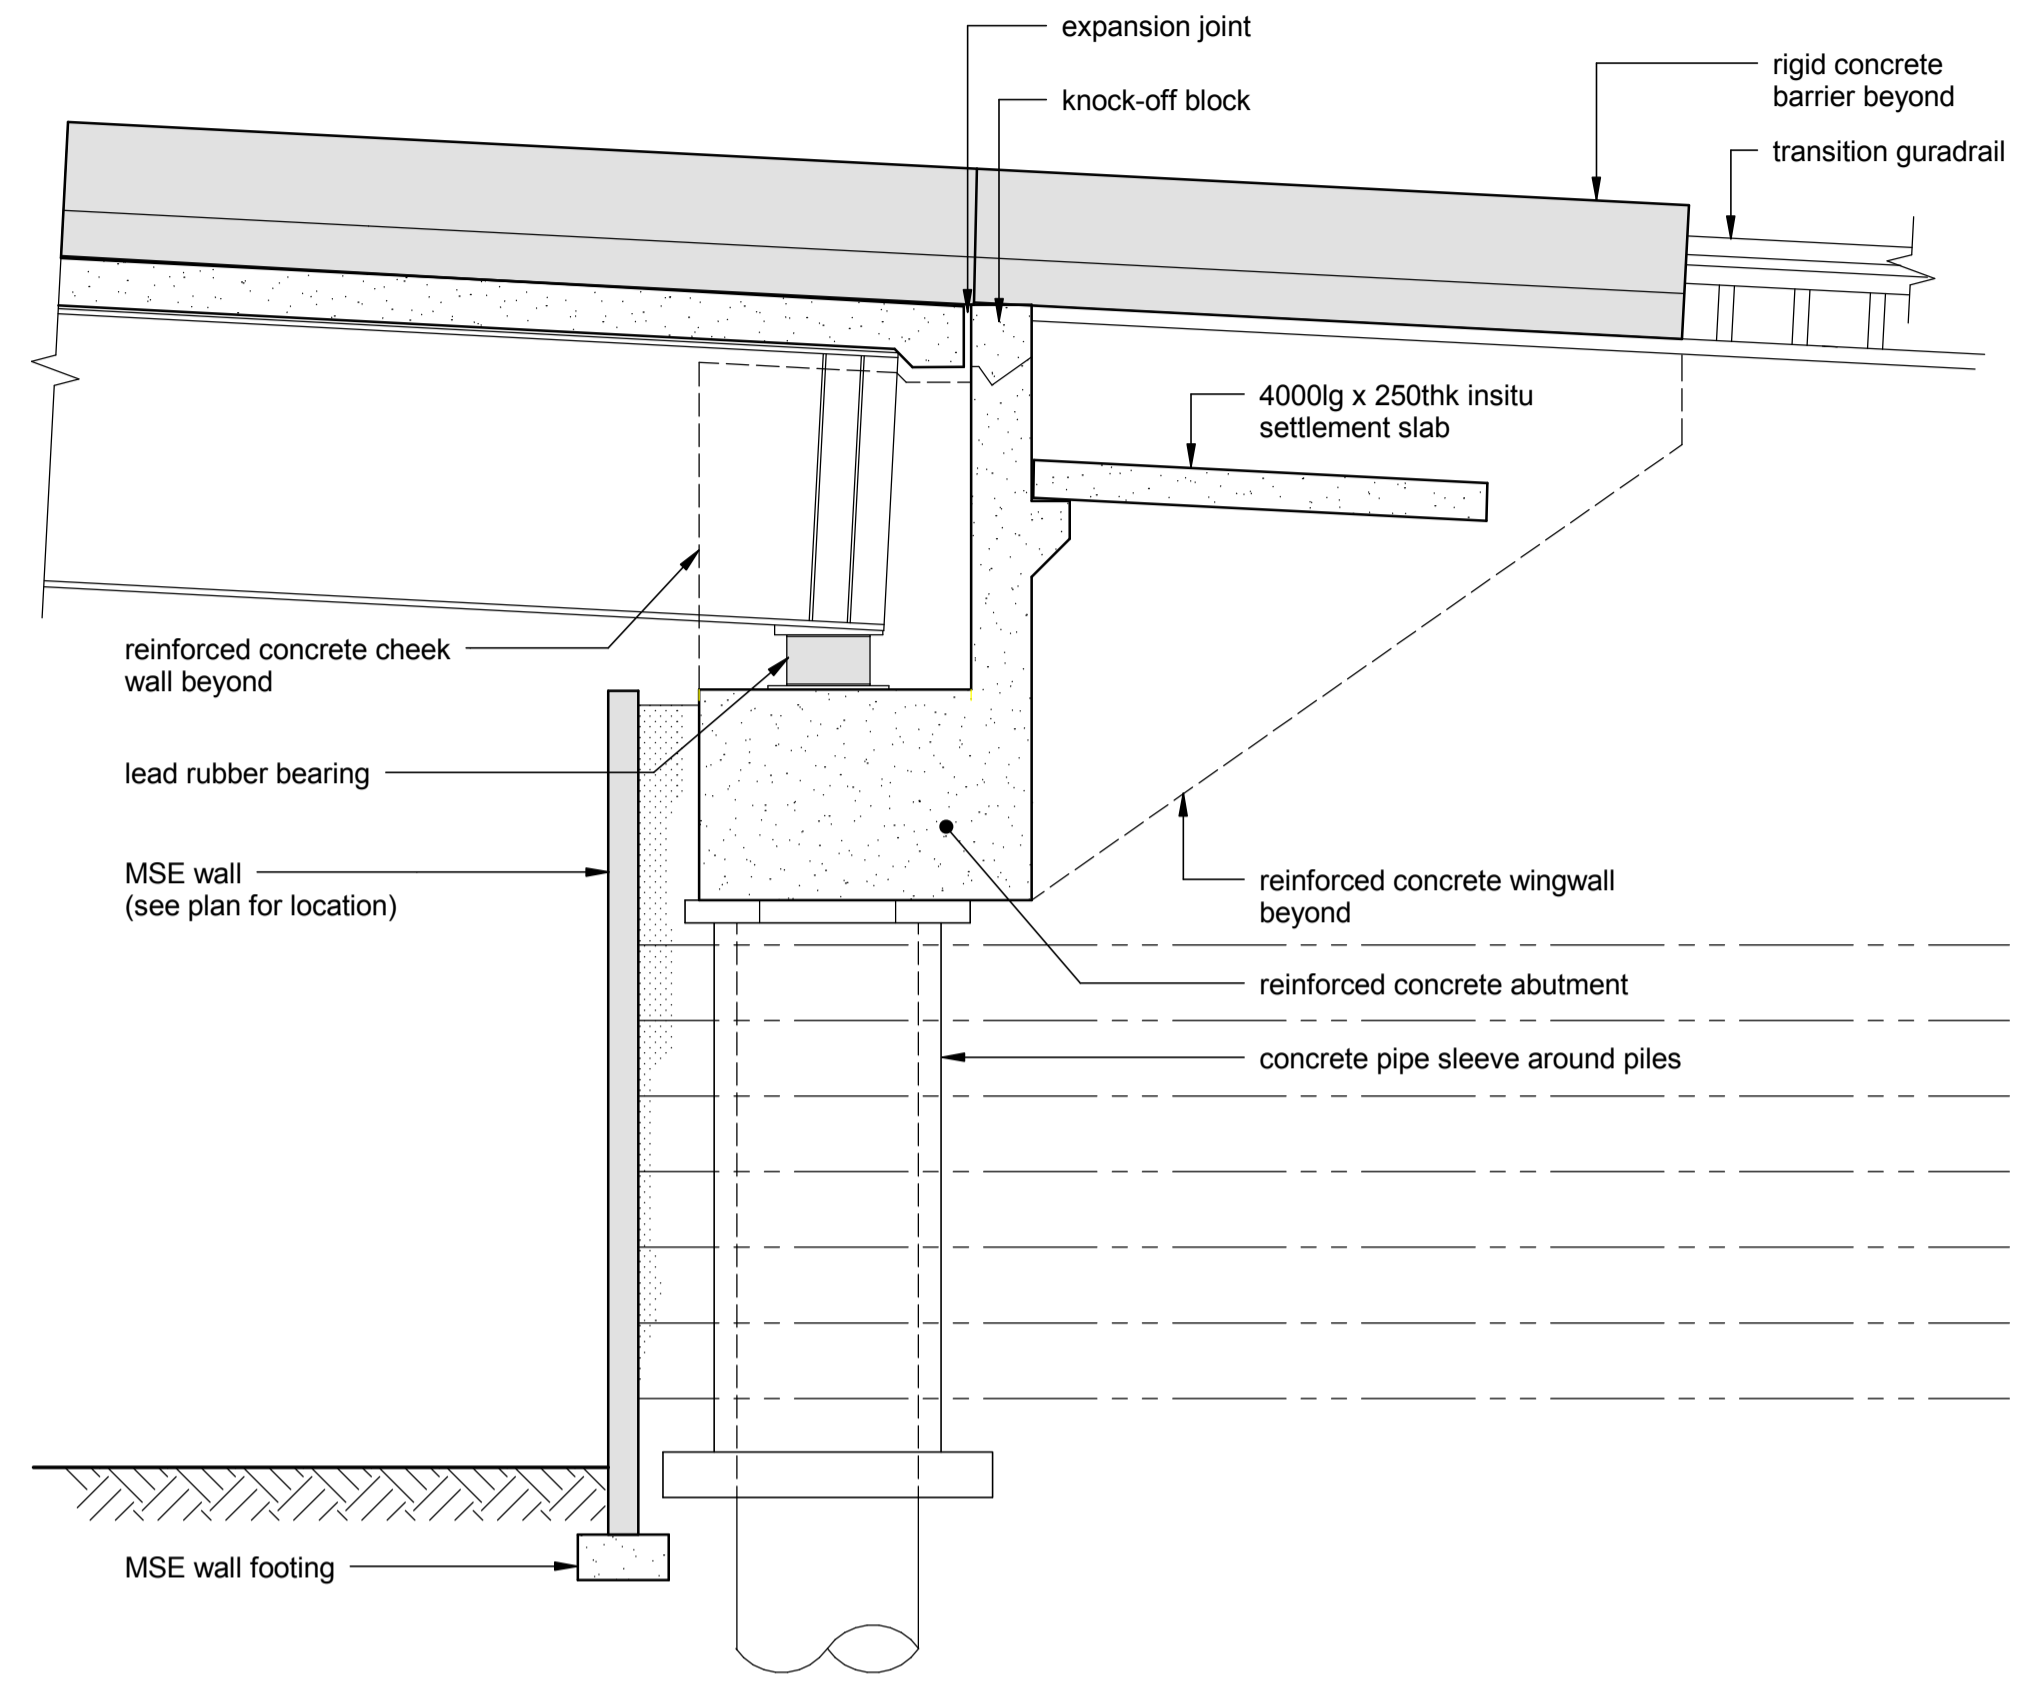 expansion joint
knock-off block
rigid concrete
barrier beyond
transition guradrail
4000lg x 250thk insitu
settlement slab
reinforced concrete cheek
wall beyond
lead rubber bearing
MSE wall
(see plan for location)
reinforced concrete wingwall
beyond
reinforced concrete abutment
concrete pipe sleeve around piles
MSE wall footing